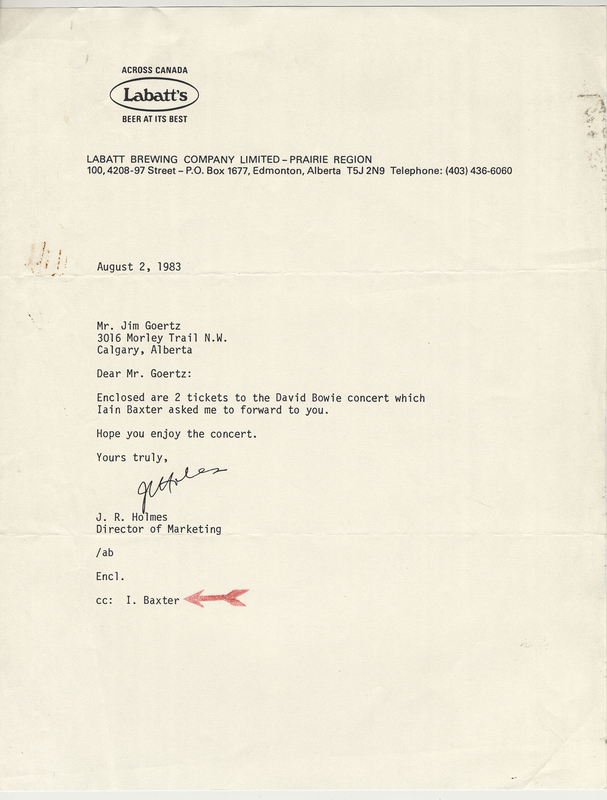 ACROSS CANADA
Labatt's
BEER AT ITS BEST
LABATT BREWING COMPANY LIMITED – PRAIRIE REGION
100, 4208-97 Street – P.O. Box 1677, Edmonton, Alberta T5J 2N9 Telephone: (403) 436-6060
August 2, 1983
Mr. Jim Goertz
3016 Morley Trail N.W.
Calgary, Alberta
Dear Mr. Goertz:
Enclosed are 2 tickets to the David Bowie concert which
Iain Baxter asked me to forward to you.
Hope you enjoy the concert.
Yours truly,
JRHolmes
J. R. Holmes
Director of Marketing
/ab
Encl.
cc: I. Baxter